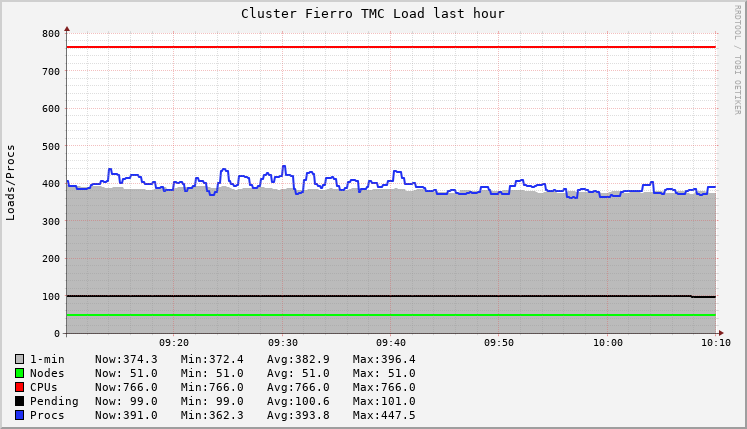 Cluster Fierro TMC Load last hour
RRDTOOL / TOBI OETIKER
Loads/Procs
800
700
600
500
400
300
200
100
0
09:20 09:30 09:40 09:50 10:00 10:10
1-min Now:374.3 Min:372.4 Avg:382.9 Max:396.4
Nodes Now: 51.0 Min: 51.0 Avg: 51.0 Max: 51.0
CPUs Now:766.0 Min:766.0 Avg:766.0 Max:766.0
Pending Now: 99.0 Min: 99.0 Avg:100.6 Max:101.0
Procs Now:391.0 Min:362.3 Avg:393.8 Max:447.5